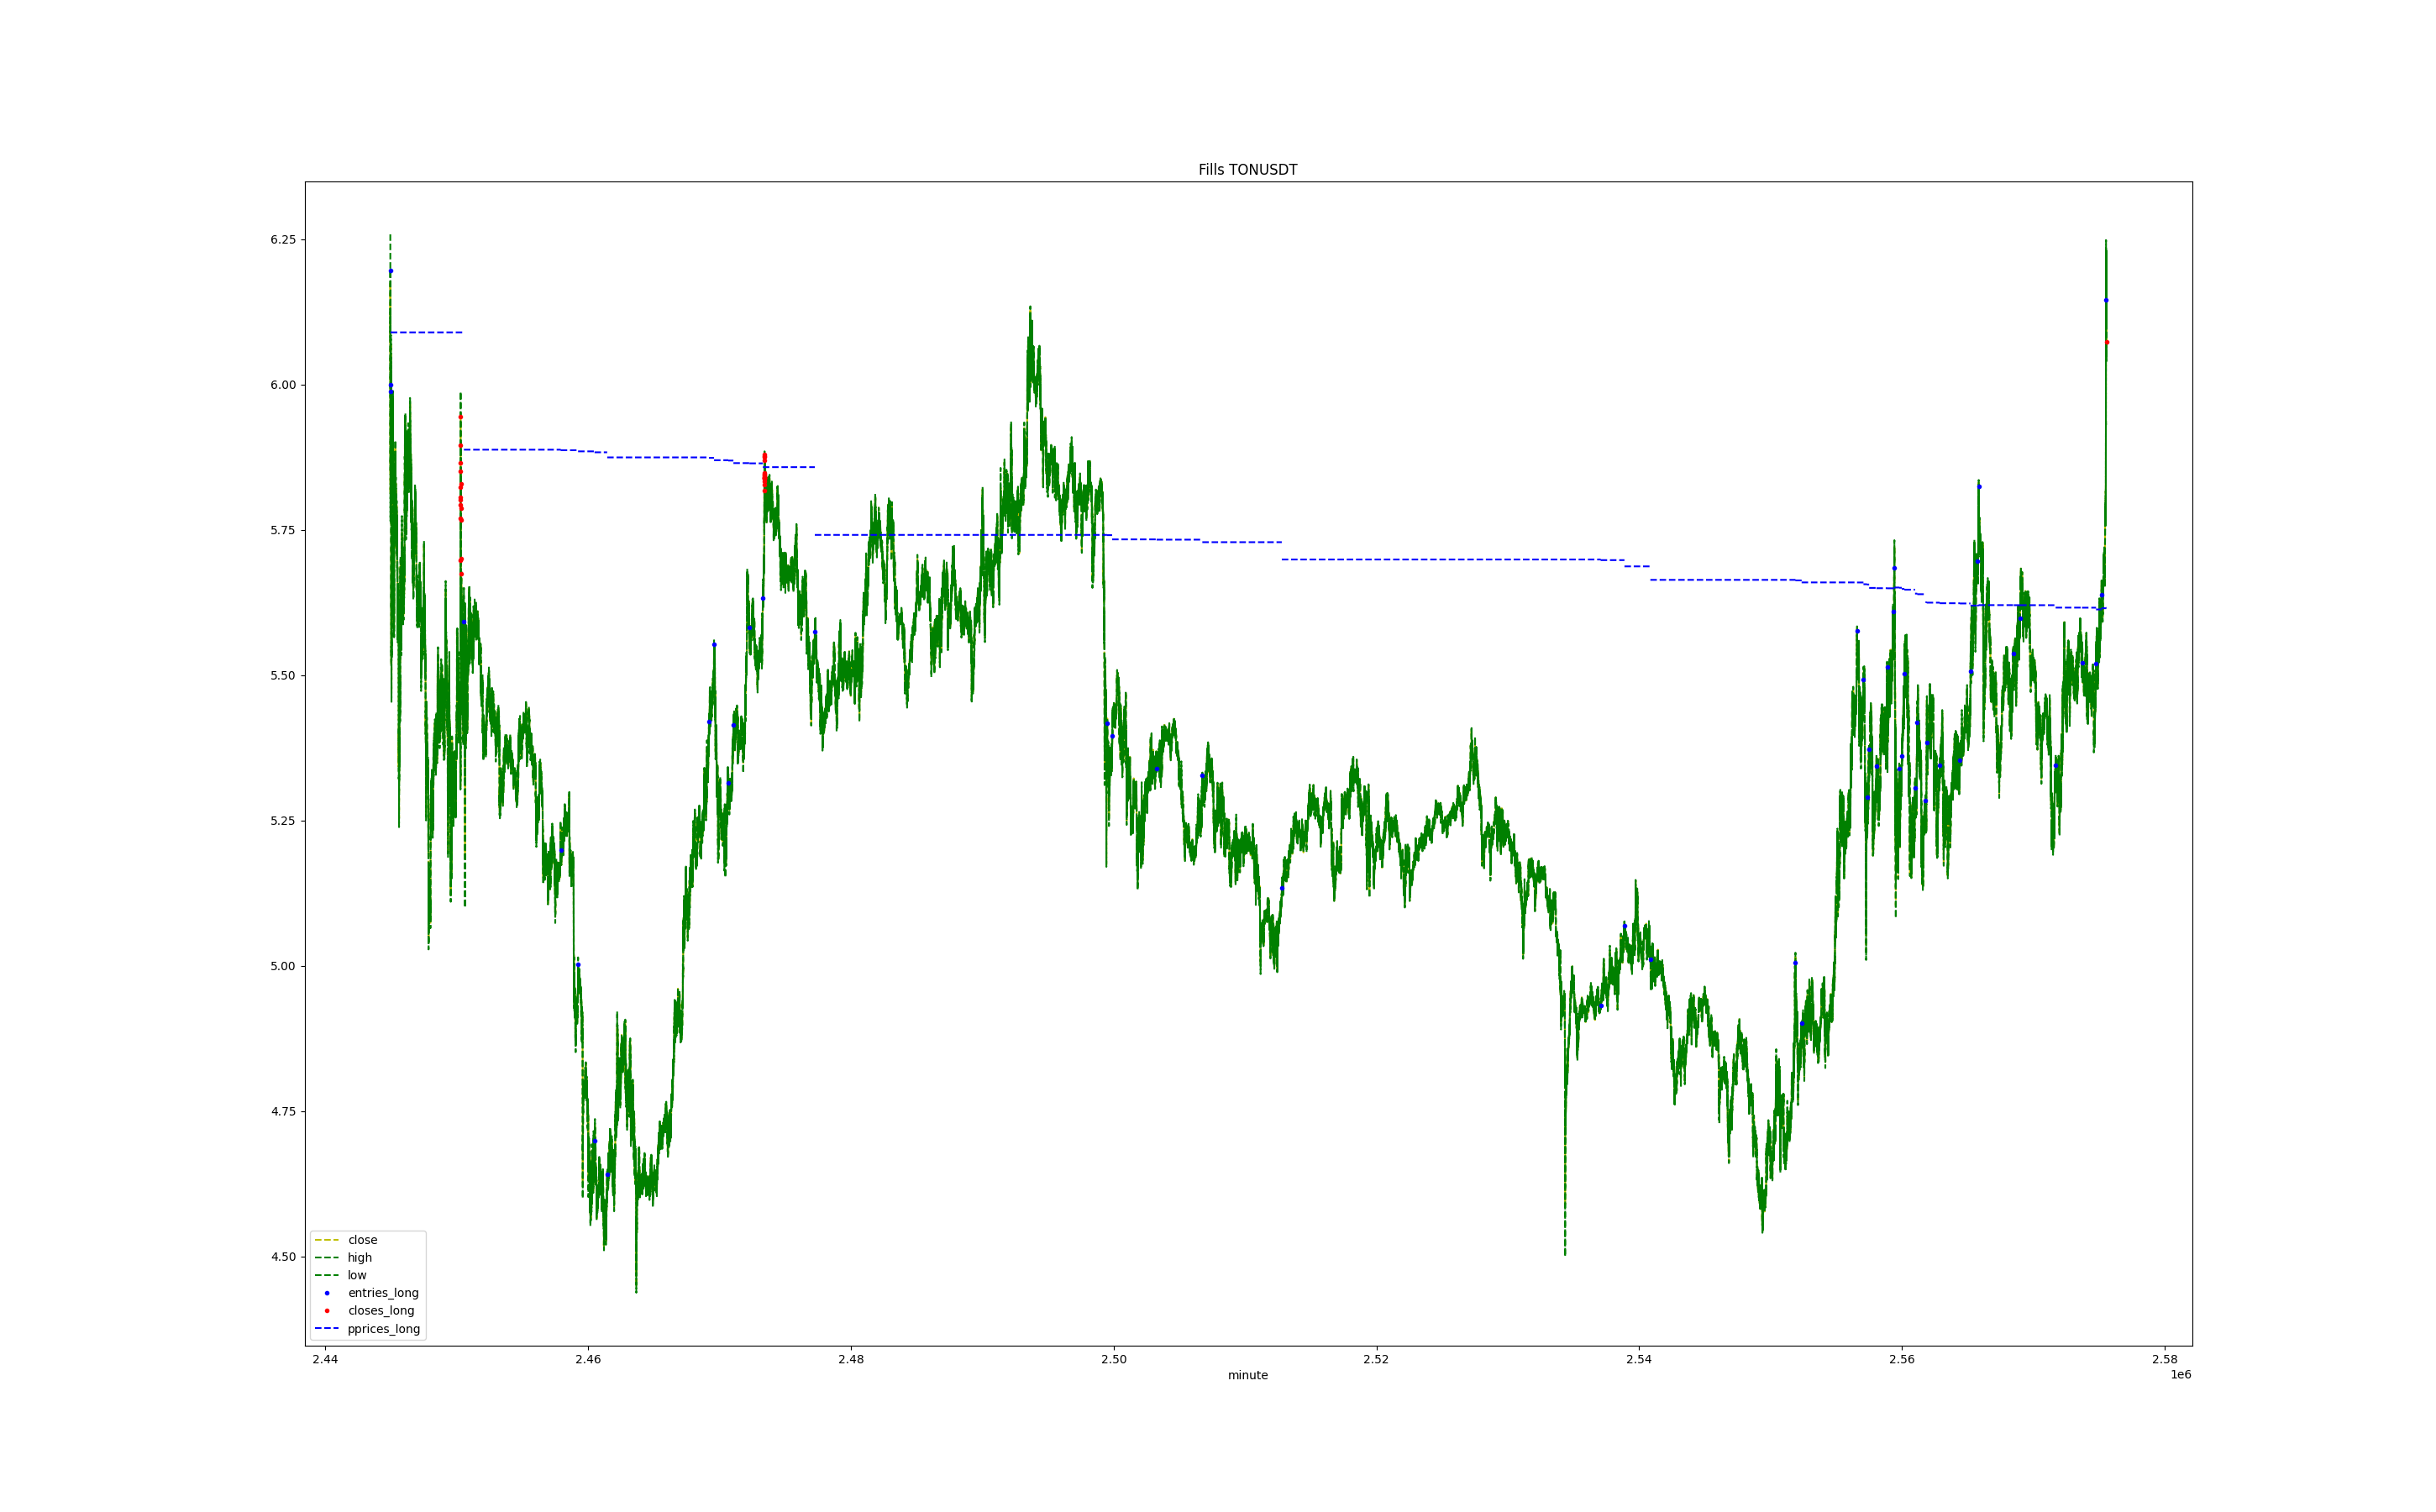 Fills TONUSDT
6.25
6.00
5.75
5.50
5.25
5.00
4.75
4.50
close
high
low
entries_long
closes_long
pprices_long
2.44 2.46 2.48 2.50 2.52 2.54 2.56 2.58
minute 1e6